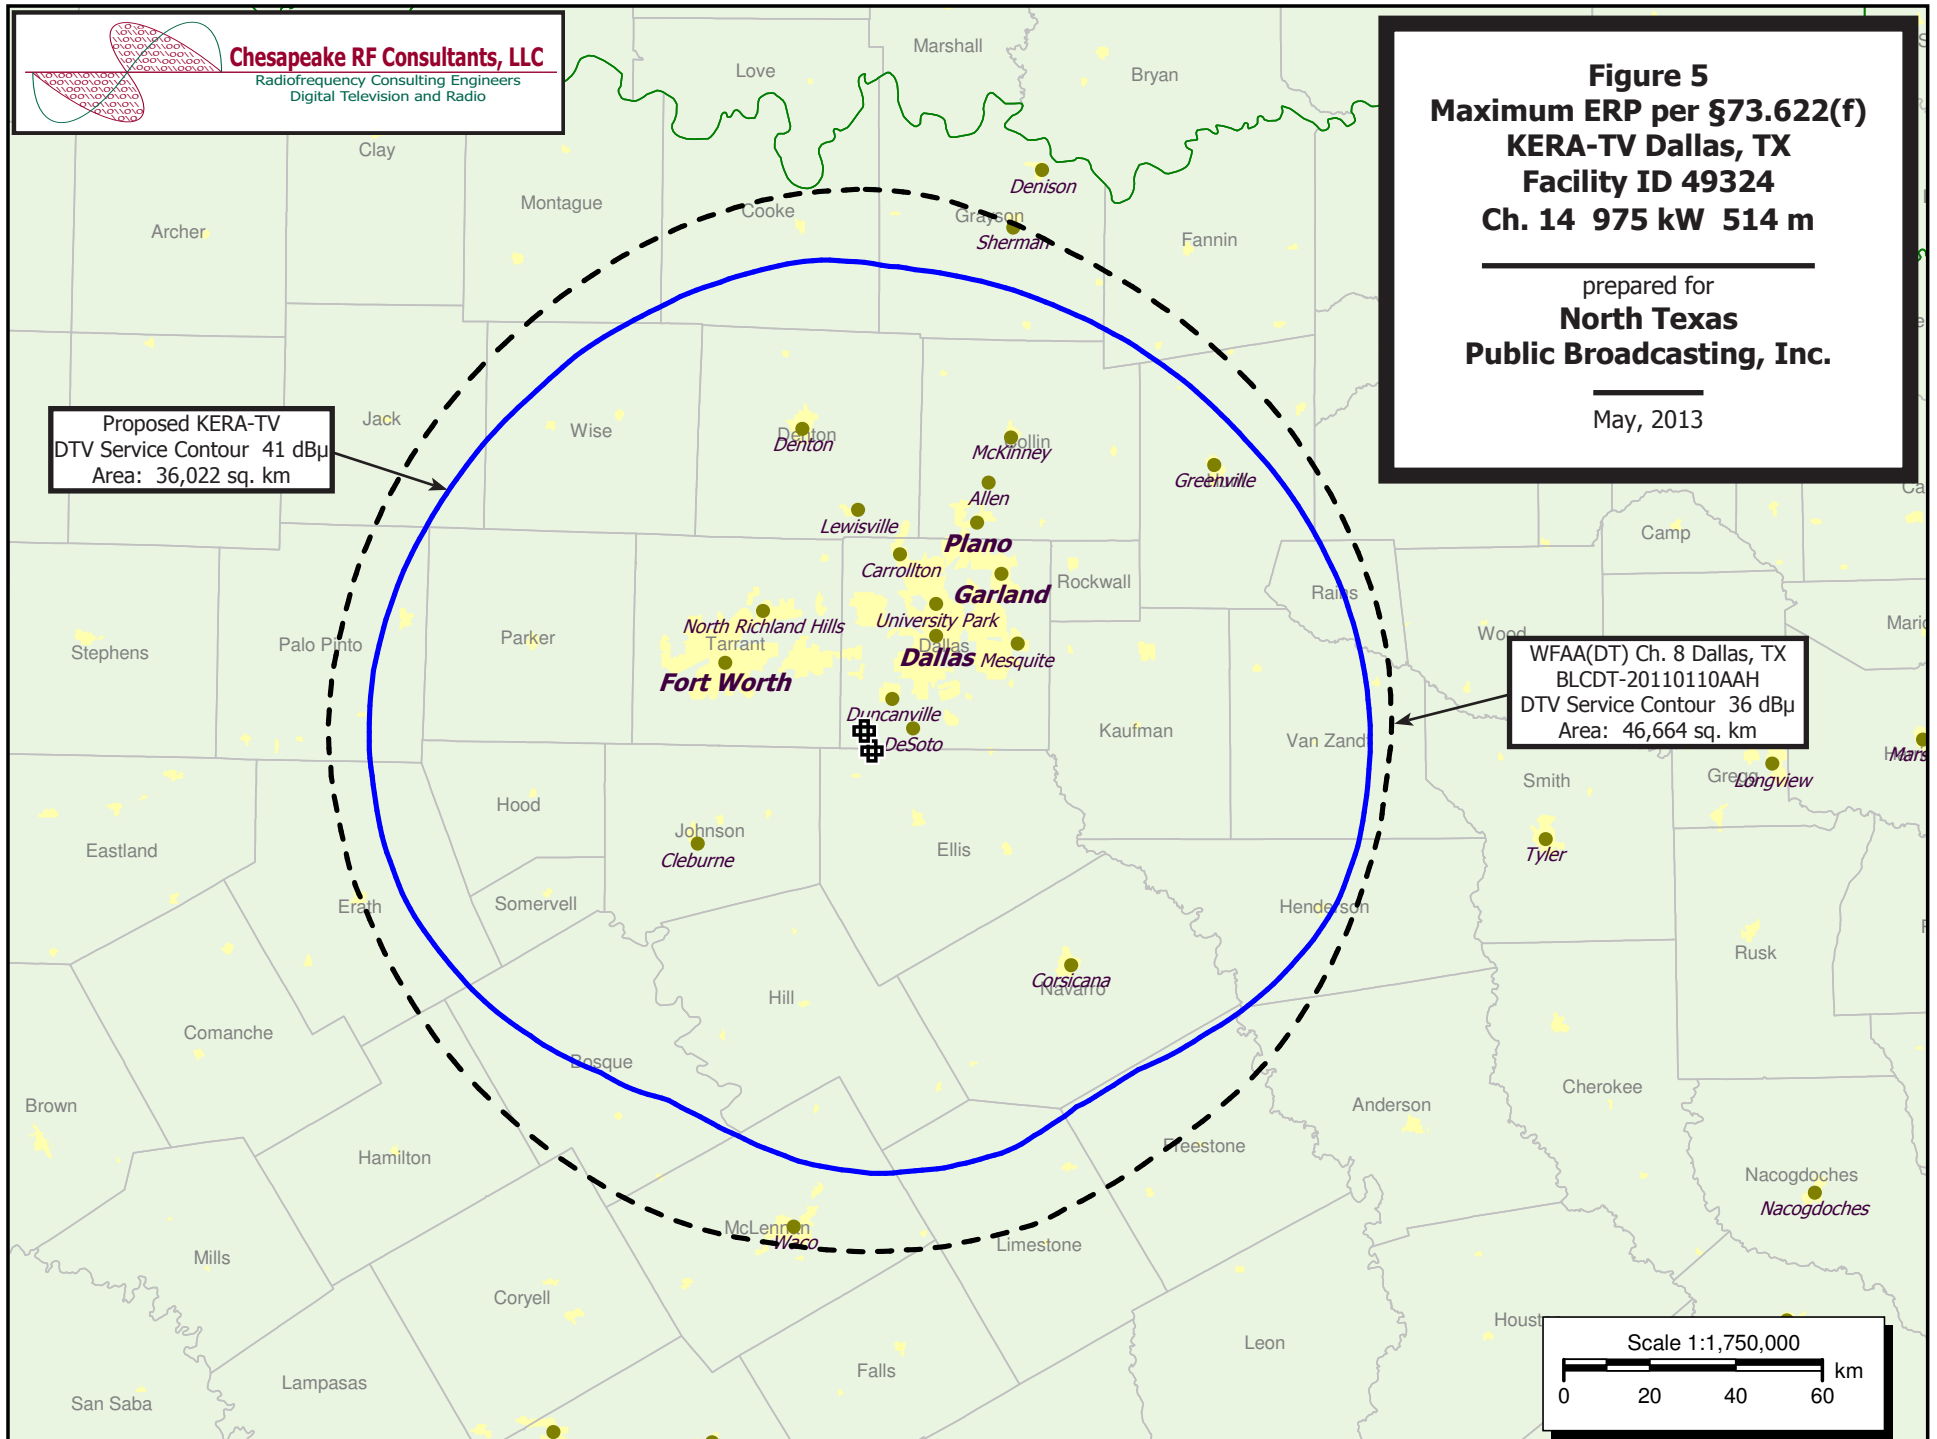 Chesapeake RF Consultants, LLC
Radiofrequency Consulting Engineers
Digital Television and Radio
Figure 5
Maximum ERP per §73.622(f)
KERA-TV Dallas, TX
Facility ID 49324
Ch. 14 975 kW 514 m
prepared for
North Texas
Public Broadcasting, Inc.
May, 2013
Love
Marshall
Bryan
Clay
Montague
Cooke
Denison
Grayson
Sherman
Fannin
Archer
Proposed KERA-TV
DTV Service Contour 41 dBµ
Area: 36,022 sq. km
Jack
Wise
Denton
Denton
Collin
McKinney
Allen
Greenville
Lewisville
Plano
Carrollton
Garland
Rockwall
Camp
Rains
University Park
North Richland Hills
Tarrant
Dallas
Dallas
Mesquite
Fort Worth
Stephens
Palo Pinto
Parker
Wood
WFAA(DT) Ch. 8 Dallas, TX
BLCDT-20110110AAH
DTV Service Contour 36 dBµ
Area: 46,664 sq. km
Duncanville
DeSoto
Kaufman
Van Zandt
Smith
Gregg
Longview
Hood
Johnson
Cleburne
Ellis
Tyler
Eastland
Erath
Somervell
Henderson
Rusk
Corsicana
Navarro
Hill
Comanche
Bosque
Brown
Cherokee
Anderson
Freestone
Hamilton
Nacogdoches
Nacogdoches
McLennan
Waco
Limestone
Mills
Coryell
Leon
Falls
Lampasas
San Saba
Scale 1:1,750,000
km
0 20 40 60